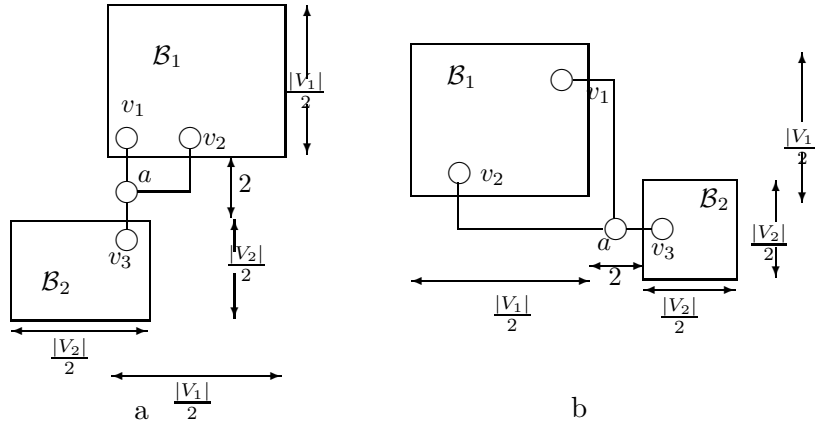 B₁
|V₁|/2
v₁
v₂
a
2
v₃
|V₂|/2
B₂
|V₂|/2
|V₁|/2
a
B₁
v₁
|V₁|/2
v₂
B₂
a
v₃
|V₂|/2
2
|V₁|/2
|V₂|/2
b